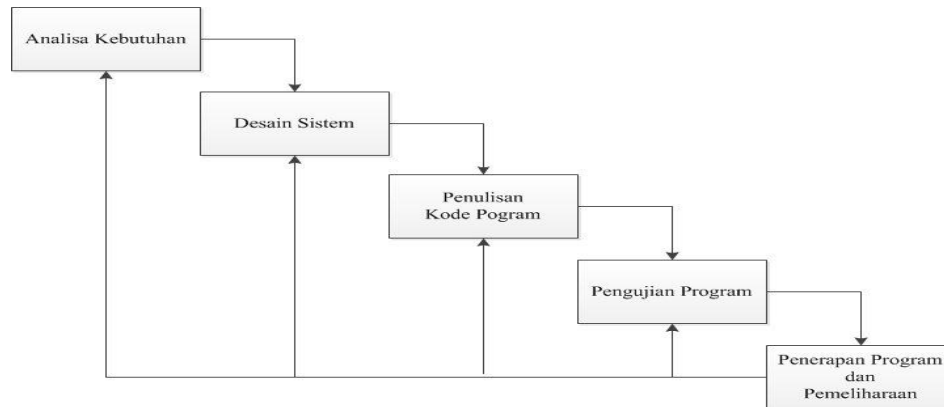 Analisa Kebutuhan
Desain Sistem
Penulisan
Kode Pogram
Pengujian Program
Penerapan Program
dan
Pemeliharaan